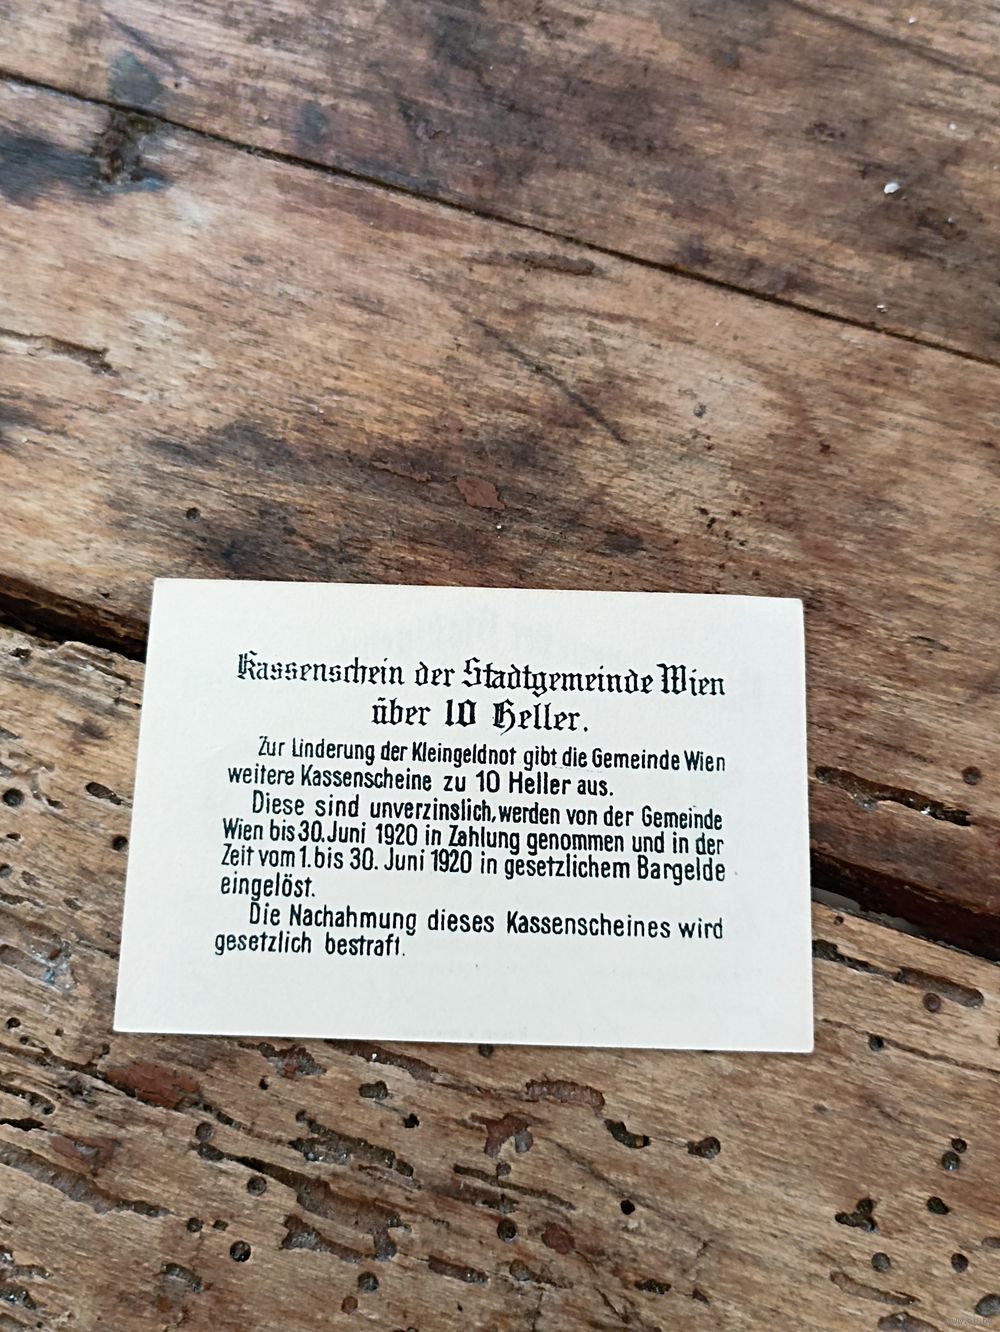 Kassenschein der Stadtgemeinde Wien
über 10 Heller.
Zur Linderung der Kleingeldnot gibt die Gemeinde Wien
weitere Kassenscheine zu 10 Heller aus.
Diese sind unverzinslich, werden von der Gemeinde
Wien bis 30. Juni 1920 in Zahlung genommen und in der
Zeit vom 1. bis 30. Juni 1920 in gesetzlichem Bargelde
eingelöst.
Die Nachahmung dieses Kassenscheines wird
gesetzlich bestraft.